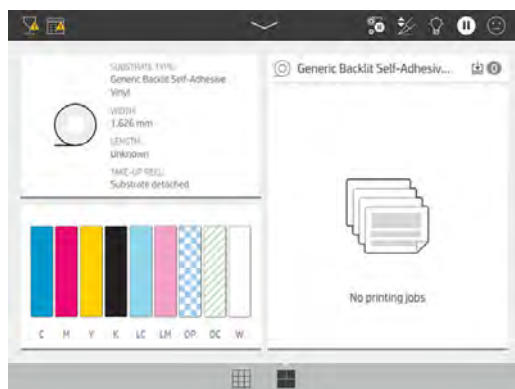 SUBSTRATE TYPE:
Generic Backlit Self-Adhesive
Vinyl
WIDTH:
1,626 mm
LENGTH:
Unknown
TAKE-UP REEL:
Substrate detached
Generic Backlit Self-Adhesiv...
0
No printing jobs
C M Y K LC LM OP OC W